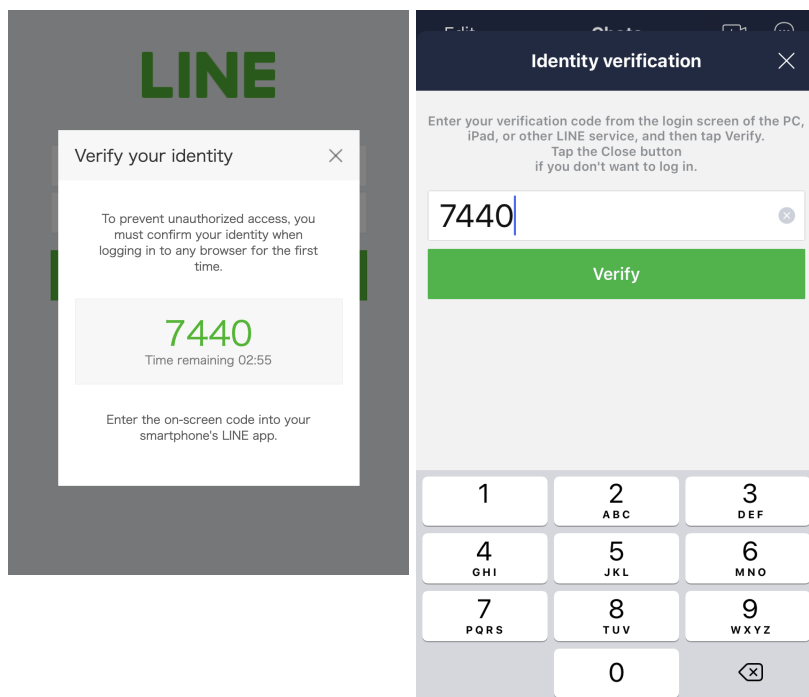 LINE
Verify your identity
To prevent unauthorized access, you
must confirm your identity when
logging in to any browser for the first
time.
7440
Time remaining 02:55
Enter the on-screen code into your
smartphone's LINE app.
Identity verification
Enter your verification code from the login screen of the PC,
iPad, or other LINE service, and then tap Verify.
Tap the Close button
if you don't want to log in.
7440
Verify
1
2
ABC
3
DEF
4
GHI
5
JKL
6
MNO
7
PQRS
8
TUV
9
WXYZ
0